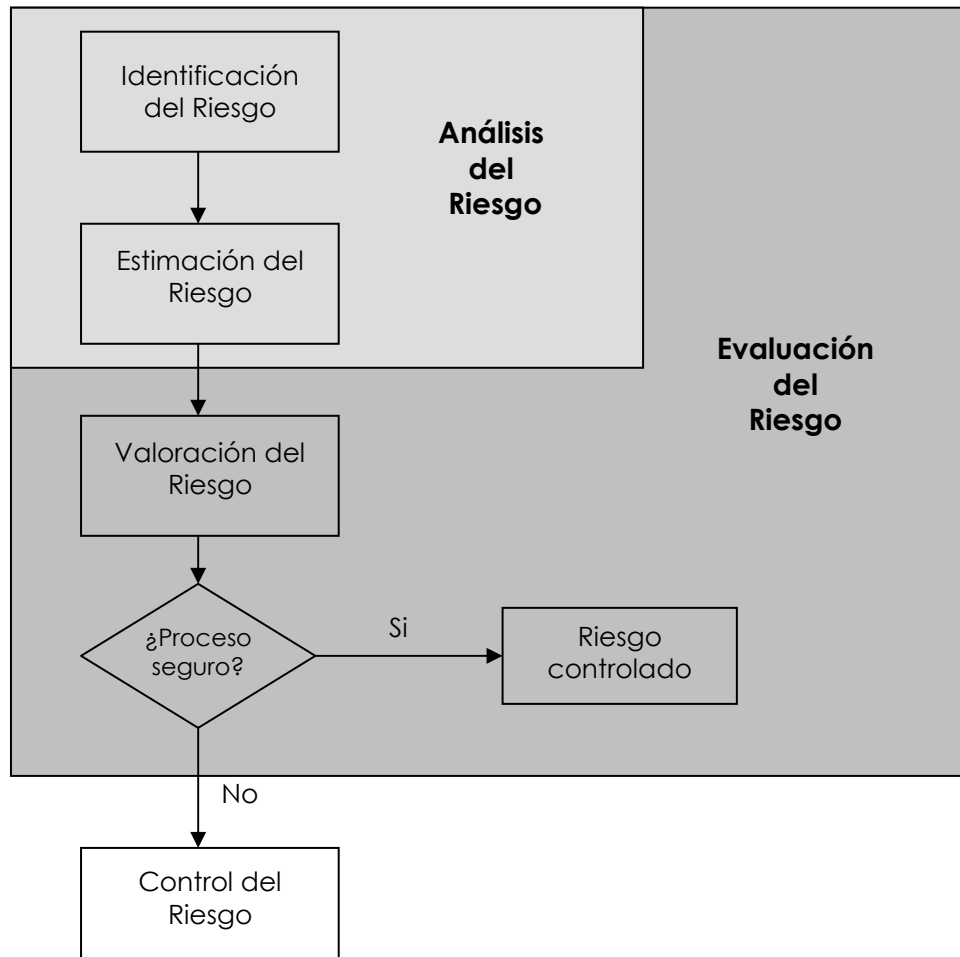 Identificación
del Riesgo
Análisis
del
Riesgo
Estimación del
Riesgo
Evaluación
del
Riesgo
Valoración del
Riesgo
¿Proceso
seguro?
Si
Riesgo
controlado
No
Control del
Riesgo